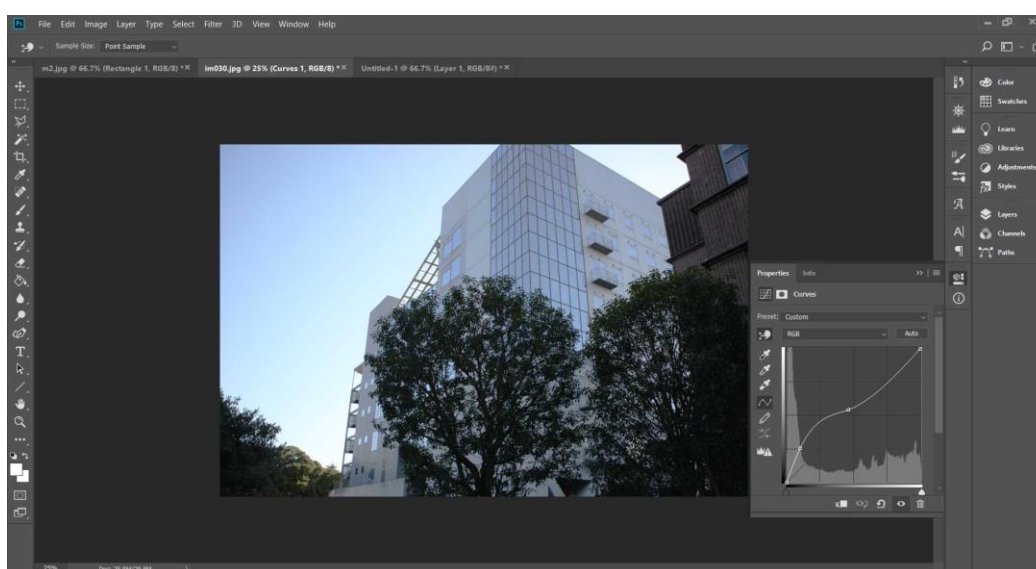 Ps File Edit Image Layer Type Select Filter 3D View Window Help
Sample Size: Point Sample
m2.jpg @ 66.7% (Rectangle 1, RGB/8) * × im030.jpg @ 25% (Curves 1, RGB/8) * × Untitled-1 @ 66.7% (Layer 1, RGB/8#) * ×
Color
Swatches
Learn
Libraries
Adjustments
Styles
Layers
Channels
Paths
Properties Info
Curves
Preset: Custom
RGB Auto
25%